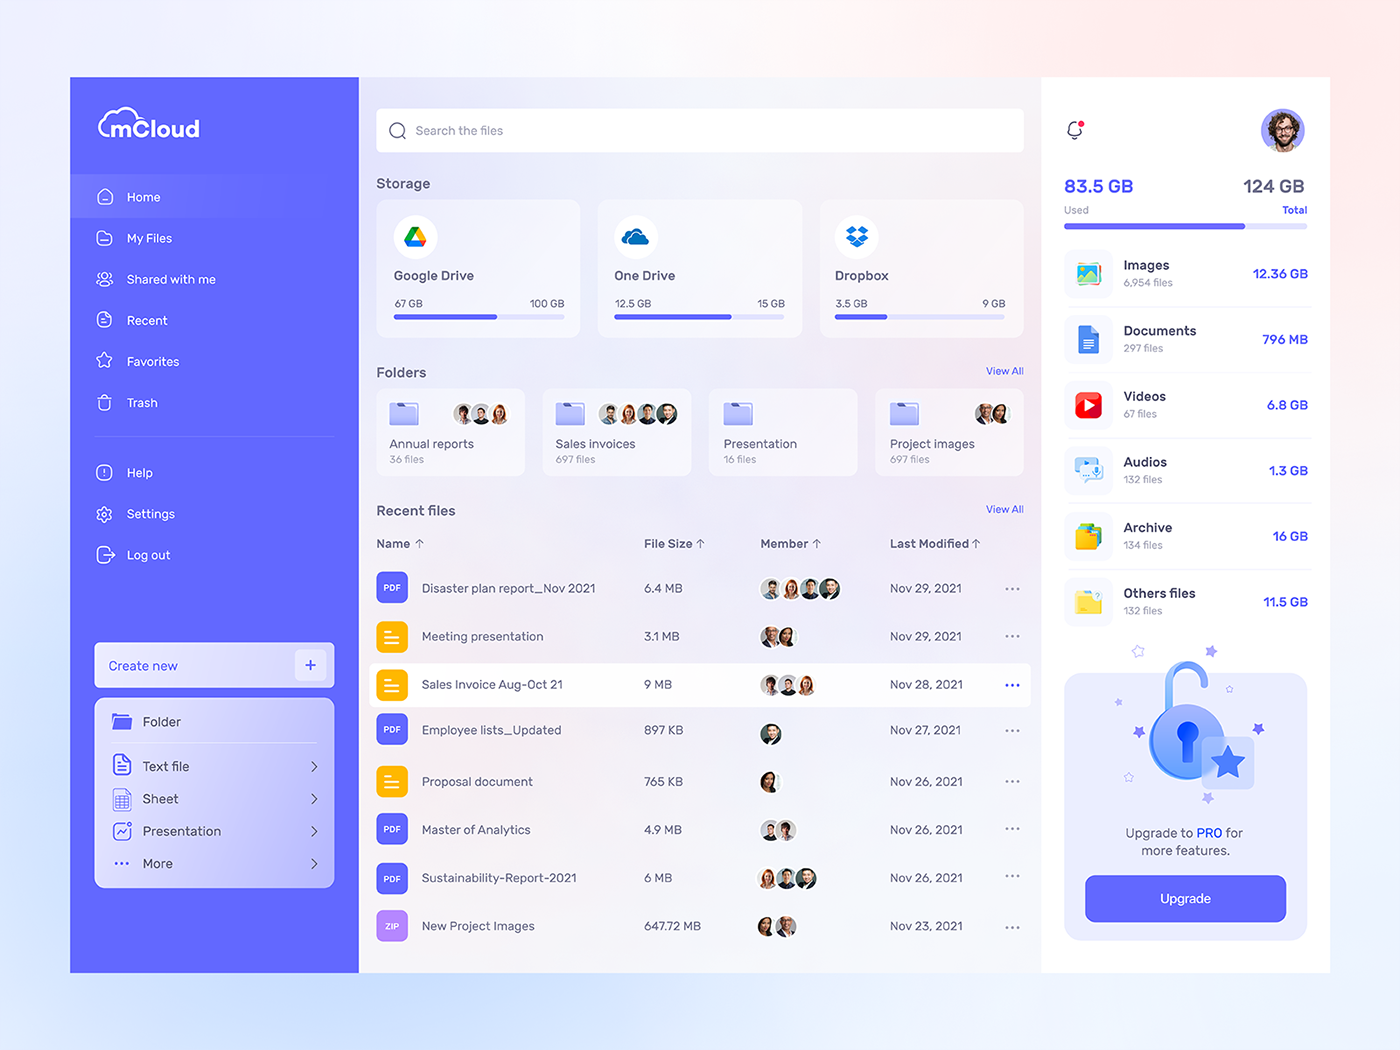 mCloud
Home
My Files
Shared with me
Recent
Favorites
Trash
Help
Settings
Log out
Create new
+
Folder
Text file
Sheet
Presentation
More
Search the files
Storage
Google Drive
67 GB 100 GB
One Drive
12.5 GB 15 GB
Dropbox
3.5 GB 9 GB
Folders View All
Annual reports
36 files
Sales invoices
697 files
Presentation
16 files
Project images
697 files
Recent files View All
Name ↑ File Size ↑ Member ↑ Last Modified ↑
PDF Disaster plan report_Nov 2021 6.4 MB Nov 29, 2021
Meeting presentation 3.1 MB Nov 29, 2021
Sales Invoice Aug-Oct 21 9 MB Nov 28, 2021
PDF Employee lists_Updated 897 KB Nov 27, 2021
Proposal document 765 KB Nov 26, 2021
PDF Master of Analytics 4.9 MB Nov 26, 2021
PDF Sustainability-Report-2021 6 MB Nov 26, 2021
ZIP New Project Images 647.72 MB Nov 23, 2021
83.5 GB 124 GB
Used Total
Images
6,954 files
12.36 GB
Documents
297 files
796 MB
Videos
67 files
6.8 GB
Audios
132 files
1.3 GB
Archive
134 files
16 GB
Others files
132 files
11.5 GB
Upgrade to PRO for
more features.
Upgrade